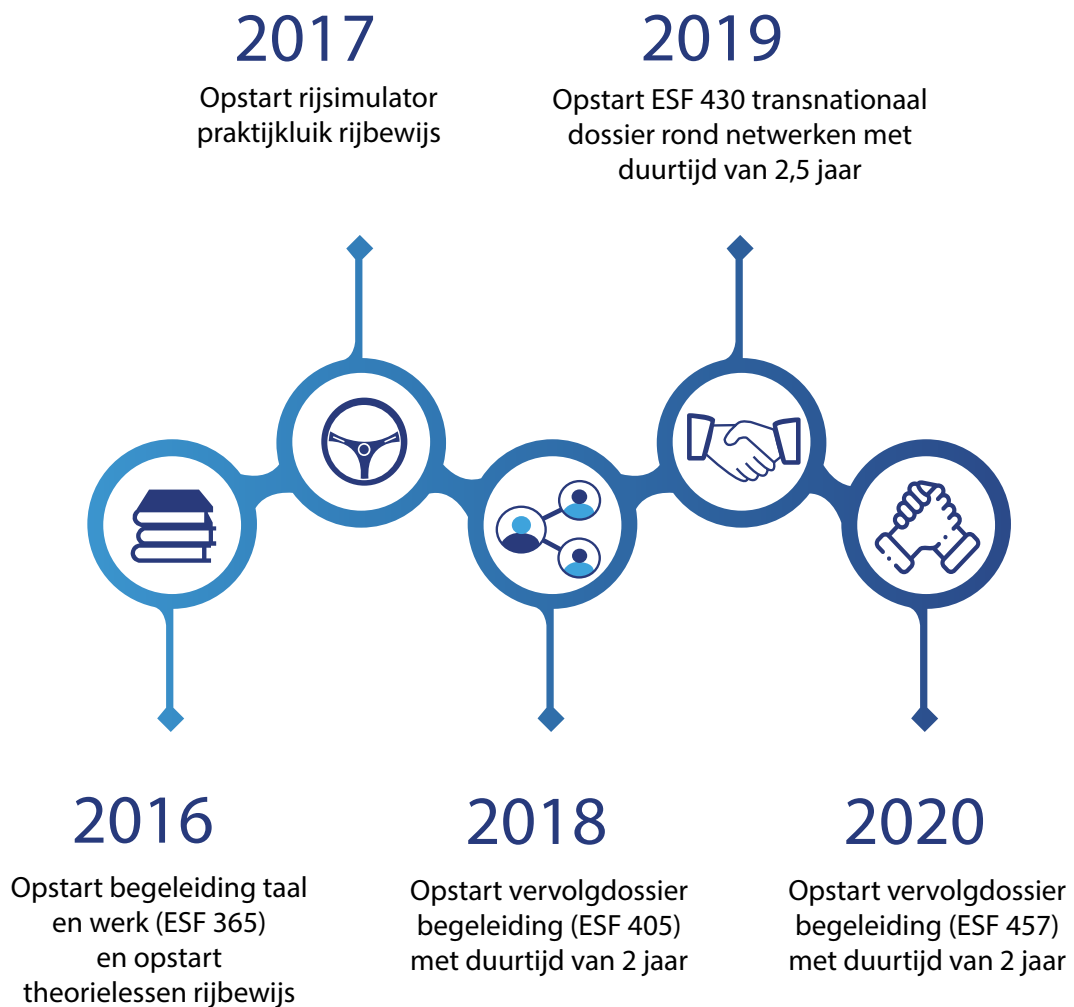 2017
Opstart rijsimulator
praktijkluik rijbewijs
2019
Opstart ESF 430 transnationaal
dossier rond netwerken met
duurtijd van 2,5 jaar
2016
Opstart begeleiding taal
en werk (ESF 365)
en opstart
theorielessen rijbewijs
2018
Opstart vervolgdossier
begeleiding (ESF 405)
met duurtijd van 2 jaar
2020
Opstart vervolgdossier
begeleiding (ESF 457)
met duurtijd van 2 jaar